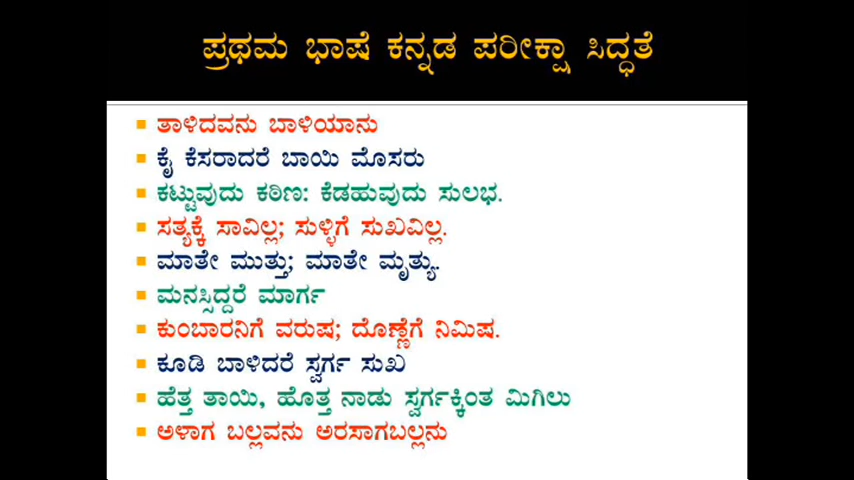 ಪ್ರಥಮ ಭಾಷೆ ಕನ್ನಡ ಪರೀಕ್ಷಾ ಸಿದ್ಧತೆ
ತಾಳಿದವನು ಬಾಳಿಯಾನು
ಕೈ ಕೆಸರಾದರೆ ಬಾಯಿ ಮೊಸರು
ಕಟ್ಟುವುದು ಕಠಿಣ: ಕೆಡಹುವುದು ಸುಲಭ.
ಸತ್ಯಕ್ಕೆ ಸಾವಿಲ್ಲ; ಸುಳ್ಳಿಗೆ ಸುಖವಿಲ್ಲ.
ಮಾತೇ ಮುತ್ತು; ಮಾತೇ ಮೃತ್ಯು.
ಮನಸ್ಸಿದ್ದರೆ ಮಾರ್ಗ
ಕುಂಬಾರನಿಗೆ ವರುಷ; ದೊಣ್ಣೆಗೆ ನಿಮಿಷ.
ಕೂಡಿ ಬಾಳಿದರೆ ಸ್ವರ್ಗ ಸುಖ
ಹೆತ್ತ ತಾಯಿ, ಹೊತ್ತ ನಾಡು ಸ್ವರ್ಗಕ್ಕಿಂತ ಮಿಗಿಲು
ಅಳಾಗ ಬಲ್ಲವನು ಅರಸಾಗಬಲ್ಲನು